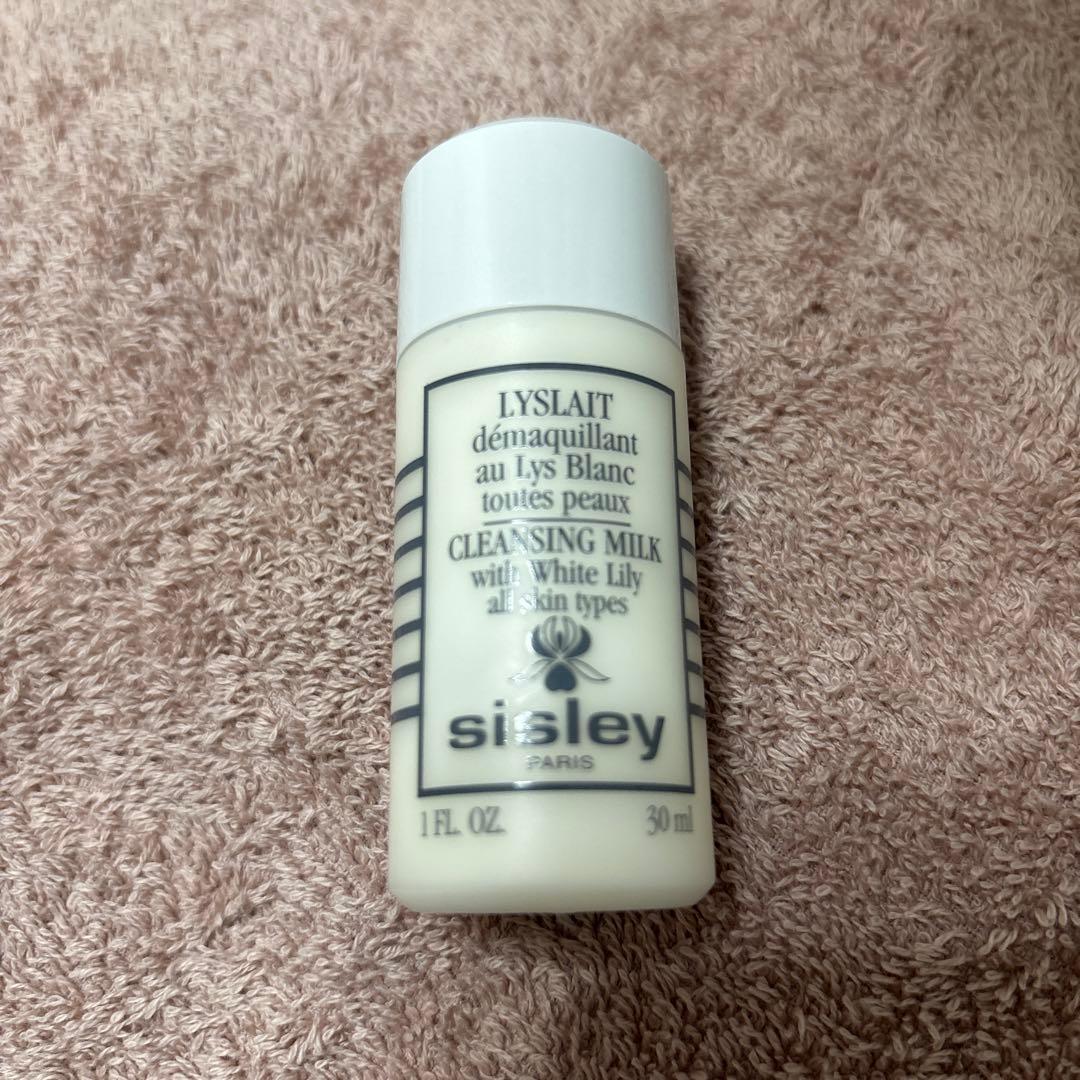 LYSLAIT
démaquillant
au Lys Blanc
toutes peaux
CLEANSING MILK
with White Lily
all skin types
sisley
PARIS
1 FL. OZ. 30 ml